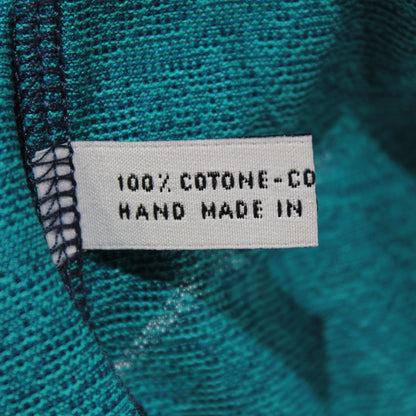 100% COTONE-CO
HAND MADE IN